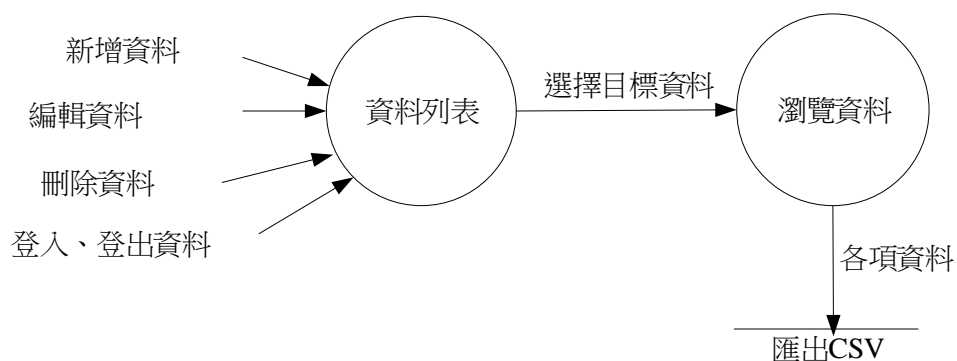 新增資料
編輯資料
刪除資料
登入、登出資料
資料列表
選擇目標資料
瀏覽資料
各項資料
匯出CSV